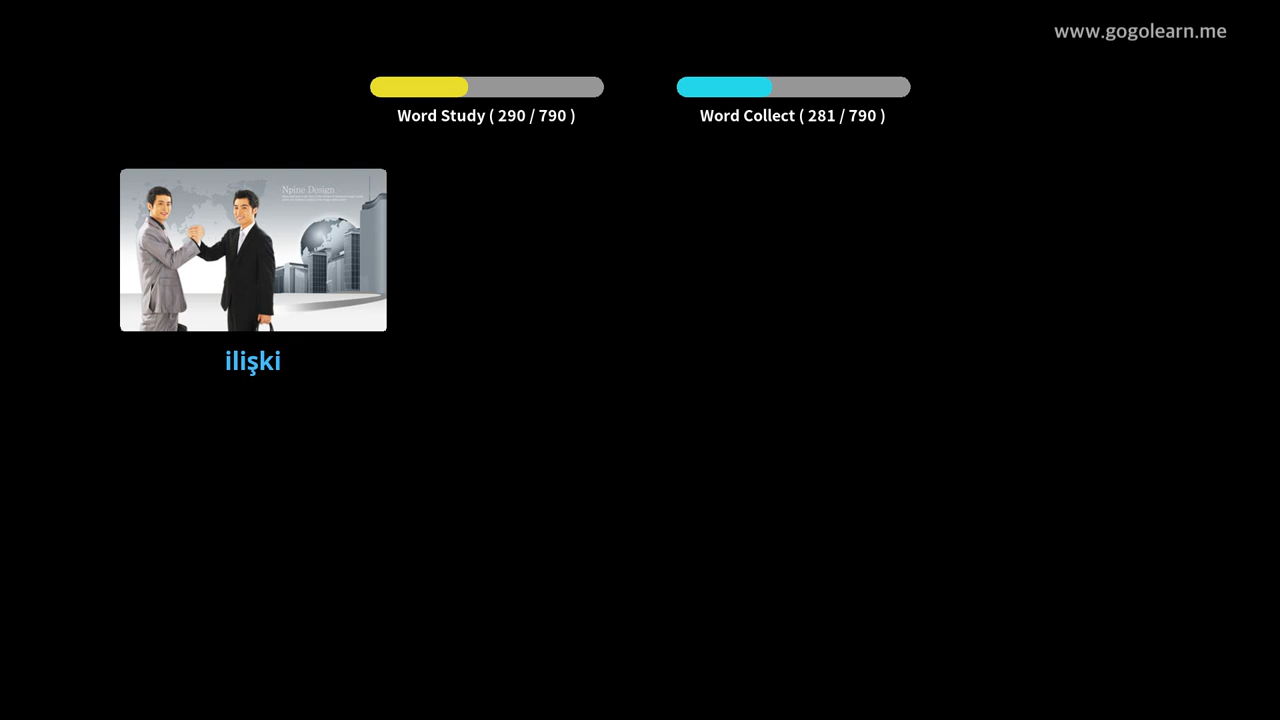 www.gogolearn.me
Word Study ( 290 / 790 )
Word Collect ( 281 / 790 )
Npine Design
ilişki